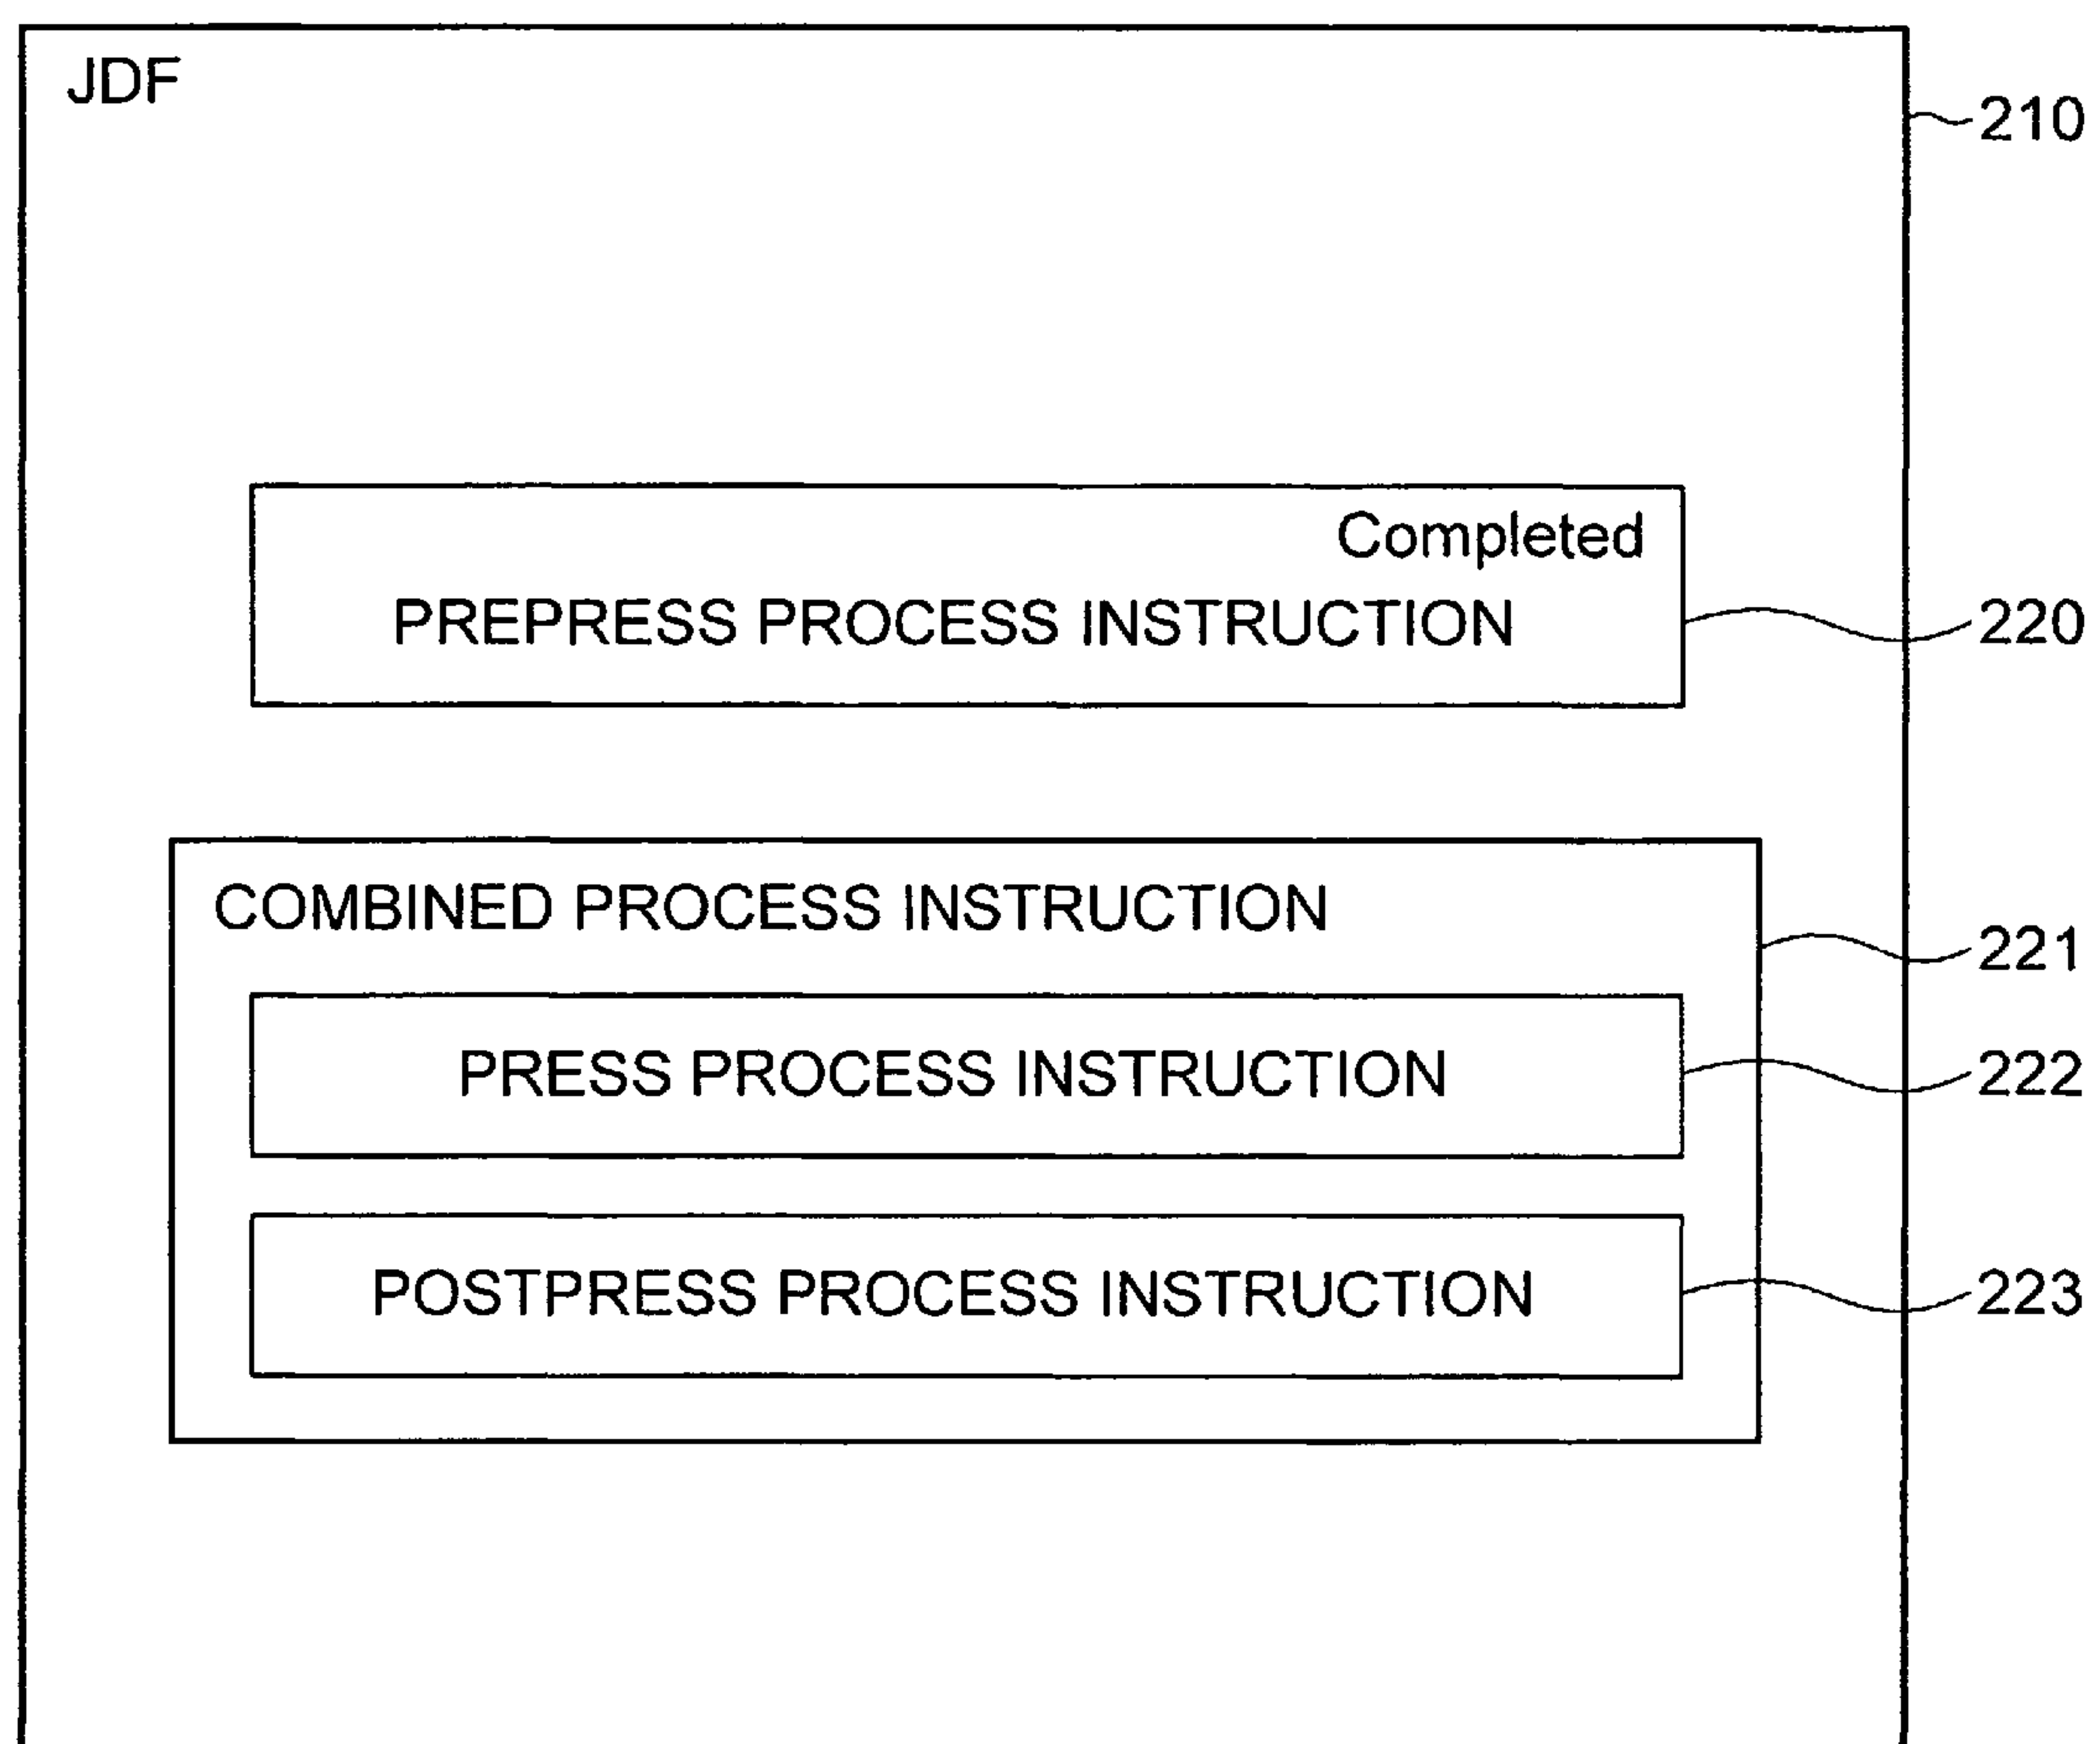 JDF
210
Completed
PREPRESS PROCESS INSTRUCTION
220
COMBINED PROCESS INSTRUCTION
221
PRESS PROCESS INSTRUCTION
222
POSTPRESS PROCESS INSTRUCTION
223